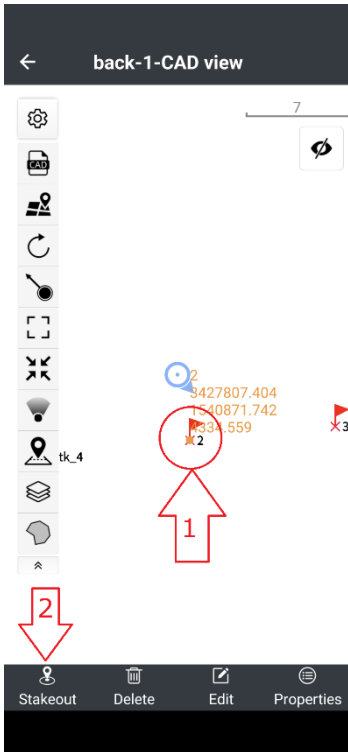 back-1-CAD view
7
CAD
2
3427807.404
1540871.742
4334.559
2
3
tk_4
1
2
Stakeout
Delete
Edit
Properties